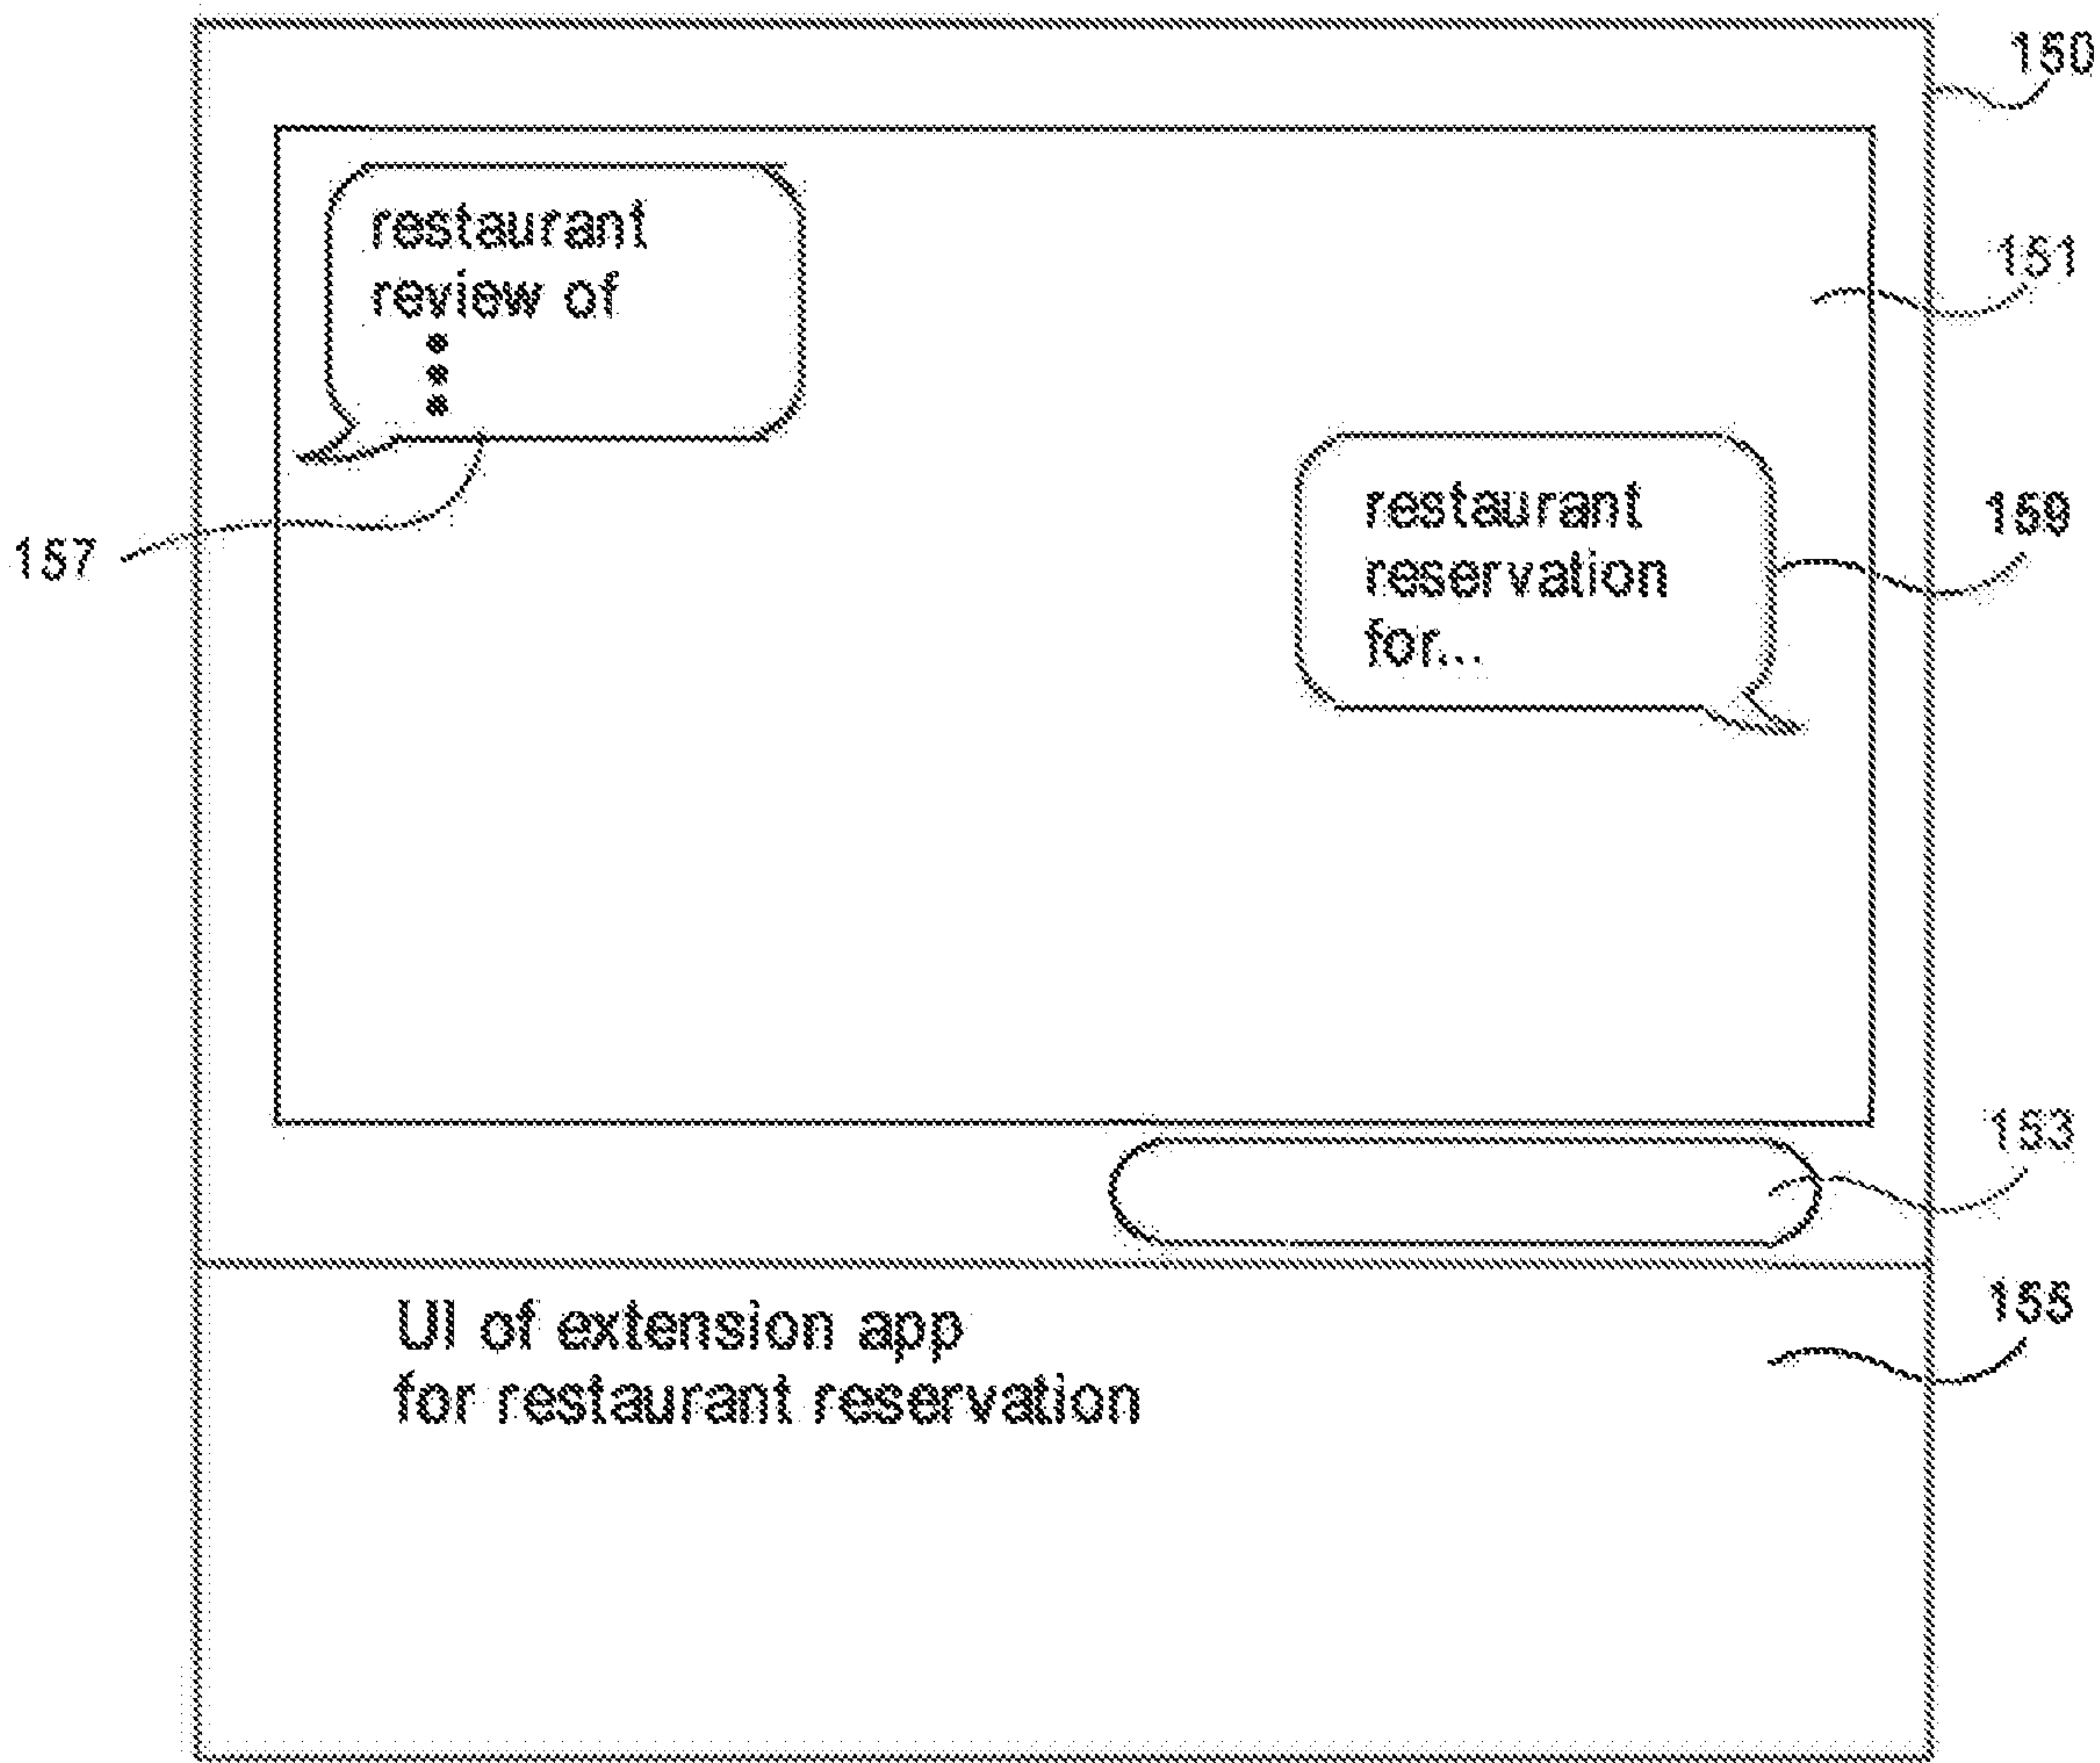 150
restaurant
review of
151
restaurant
reservation
for...
159
157
153
UI of extension app
for restaurant reservation
155